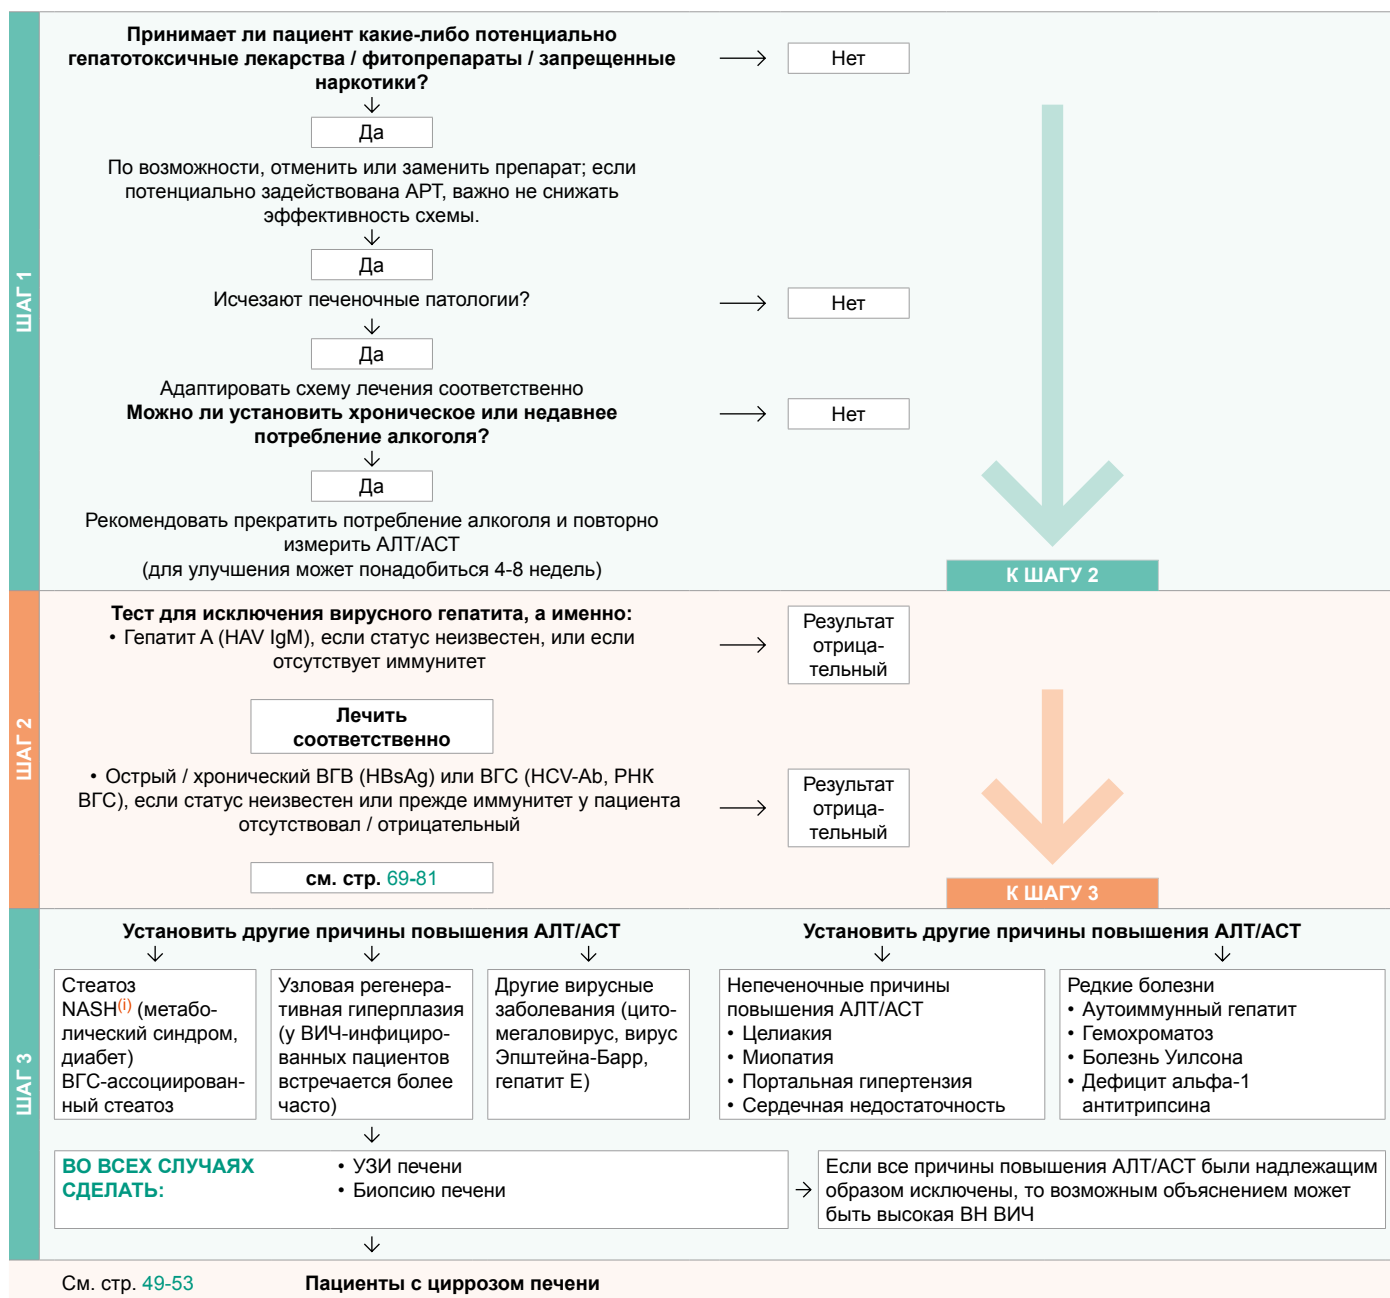 ШАГ 1
Принимает ли пациент какие-либо потенциально
гепатотоксичные лекарства / фитопрепараты / запрещенные
наркотики?
Нет
Да
По возможности, отменить или заменить препарат; если
потенциально задействована АРТ, важно не снижать
эффективность схемы.
Да
Исчезают печеночные патологии?
Нет
Да
Адаптировать схему лечения соответственно
Можно ли установить хроническое или недавнее
потребление алкоголя?
Нет
Да
Рекомендовать прекратить потребление алкоголя и повторно
измерить АЛТ/АСТ
(для улучшения может понадобиться 4-8 недель)
К ШАГУ 2
ШАГ 2
Тест для исключения вирусного гепатита, а именно:
• Гепатит А (HAV IgM), если статус неизвестен, или если
отсутствует иммунитет
Результат
отрица-
тельный
Лечить
соответственно
• Острый / хронический ВГВ (HBsAg) или ВГС (HCV-Ab, РНК
ВГС), если статус неизвестен или прежде иммунитет у пациента
отсутствовал / отрицательный
Результат
отрица-
тельный
см. стр. 69-81
К ШАГУ 3
ШАГ 3
Установить другие причины повышения АЛТ/АСТ
Стеатоз
NASH(i) (метабо-
лический синдром,
диабет)
ВГС-ассоциирован-
ный стеатоз
Узловая регенера-
тивная гиперплазия
(у ВИЧ-инфициро-
ванных пациентов
встречается более
часто)
Другие вирусные
заболевания (цито-
мегаловирус, вирус
Эпштейна-Барр,
гепатит Е)
Установить другие причины повышения АЛТ/АСТ
Непеченочные причины
повышения АЛТ/АСТ
• Целиакия
• Миопатия
• Портальная гипертензия
• Сердечная недостаточность
Редкие болезни
• Аутоиммунный гепатит
• Гемохроматоз
• Болезнь Уилсона
• Дефицит альфа-1
антитрипсина
ВО ВСЕХ СЛУЧАЯХ
СДЕЛАТЬ:
• УЗИ печени
• Биопсию печени
Если все причины повышения АЛТ/АСТ были надлежащим
образом исключены, то возможным объяснением может
быть высокая ВН ВИЧ
См. стр. 49-53 Пациенты с циррозом печени